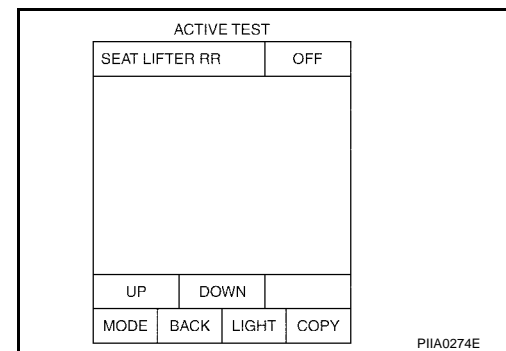 ACTIVE TEST
SEAT LIFTER RR OFF
UP DOWN
MODE BACK LIGHT COPY
PIIA0274E